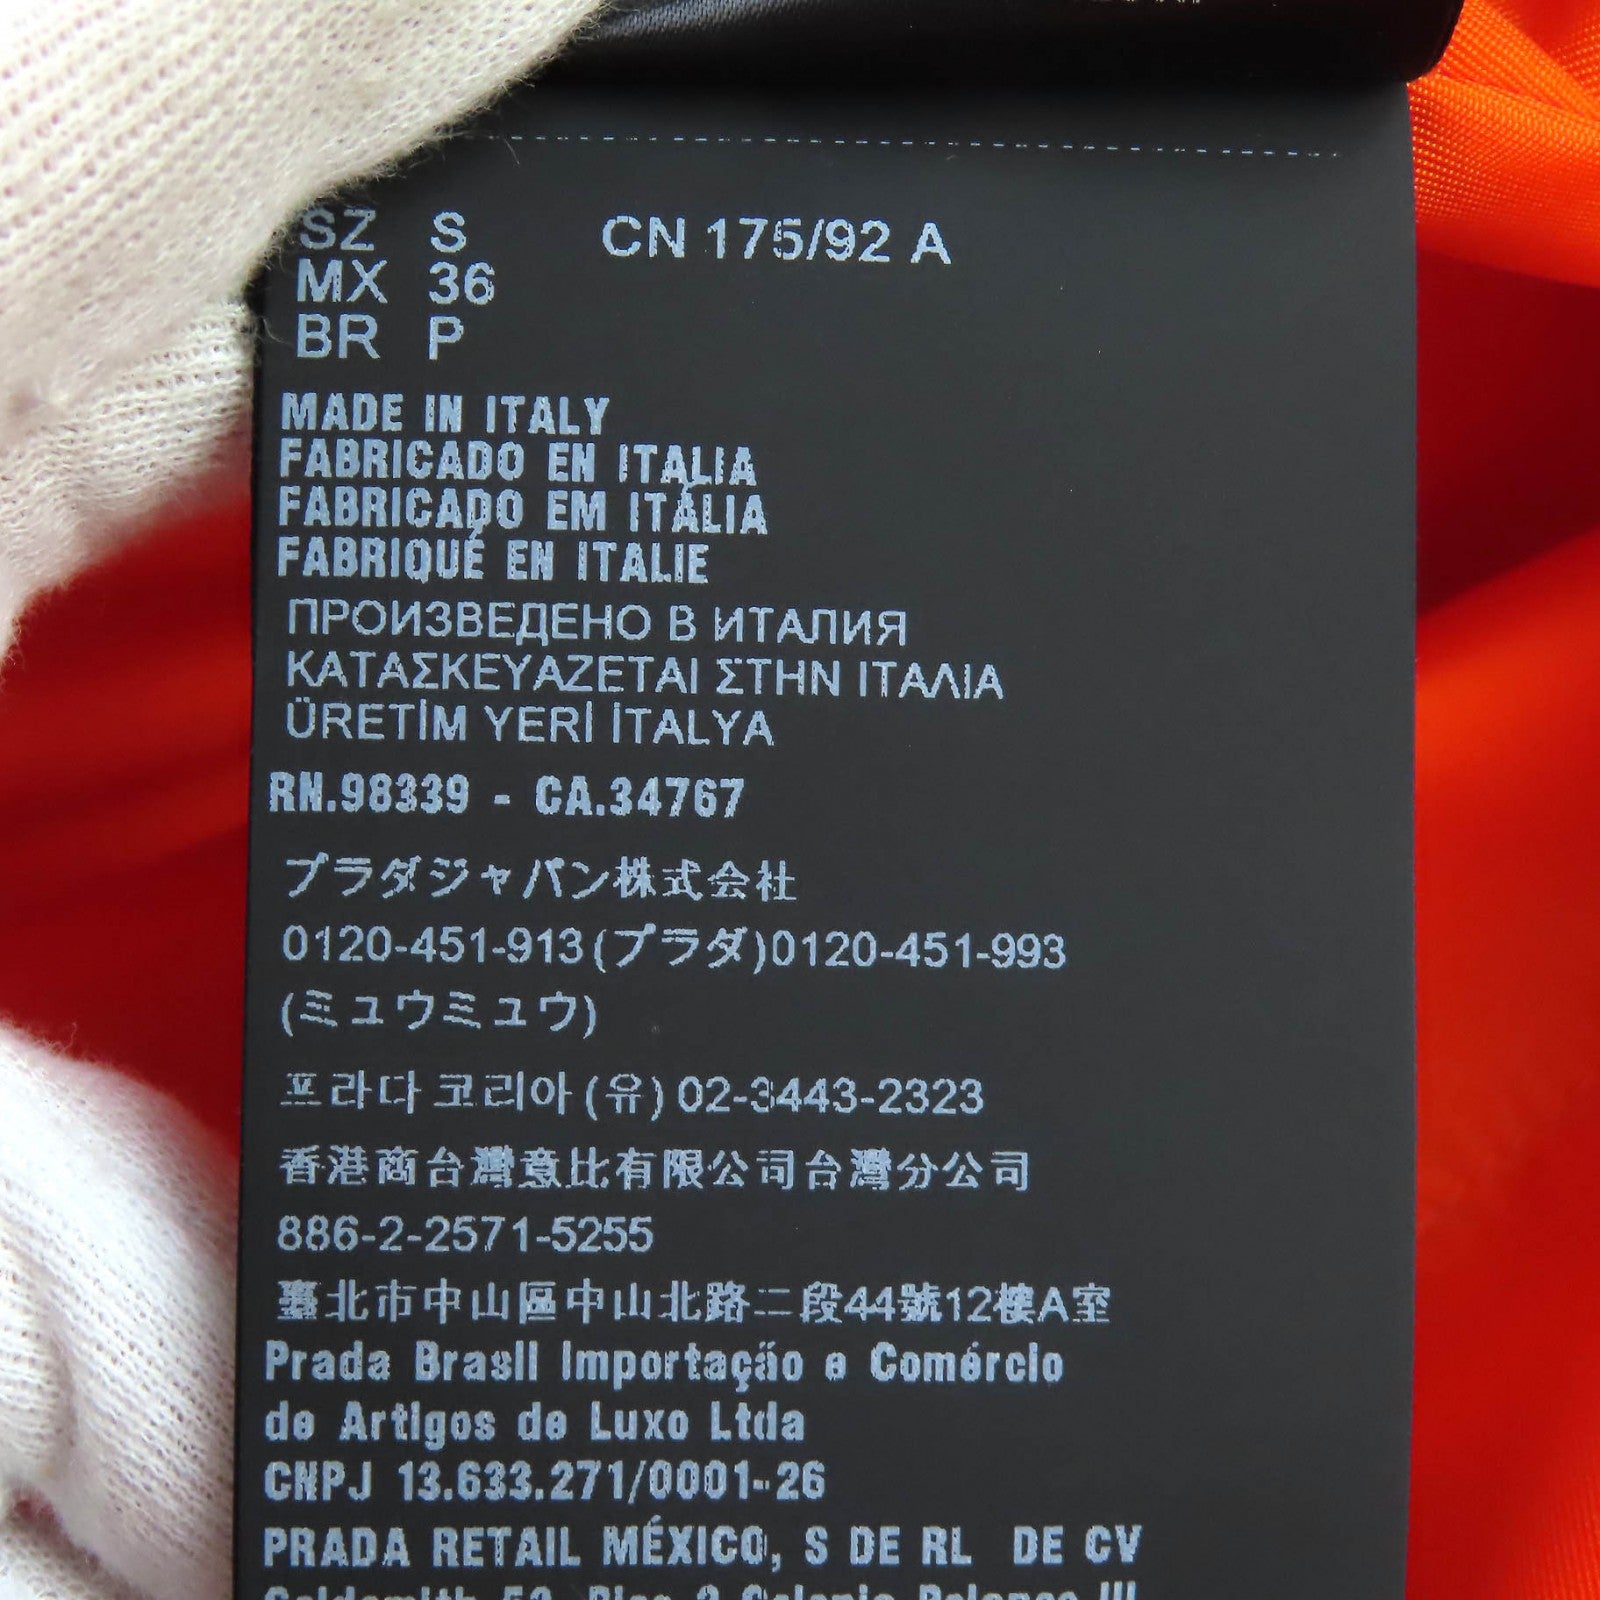 SZ S CN 175/92 A
MX 36
BR P
MADE IN ITALY
FABRICADO EN ITALIA
FABRICADO EM ITÁLIA
FABRIQUÉ EN ITALIE
ПРОИЗВЕДЕНО В ИТАЛИЯ
ΚΑΤΑΣΚΕΥΑΖΕΤΑΙ ΣΤΗΝ ΙΤΑΛΙΑ
ÜRETİM YERİ İTALYA
RN.98339 - CA.34767
プラダジャパン株式会社
0120-451-913(プラダ)0120-451-993
(ミュウミュウ)
프라다코리아(유)02-3443-2323
香港商台灣意比有限公司台灣分公司
886-2-2571-5255
臺北市中山區中山北路二段44號12樓A室
Prada Brasil Importação e Comércio
de Artigos de Luxo Ltda
CNPJ 13.633.271/0001-26
PRADA RETAIL MÉXICO, S DE RL DE CV